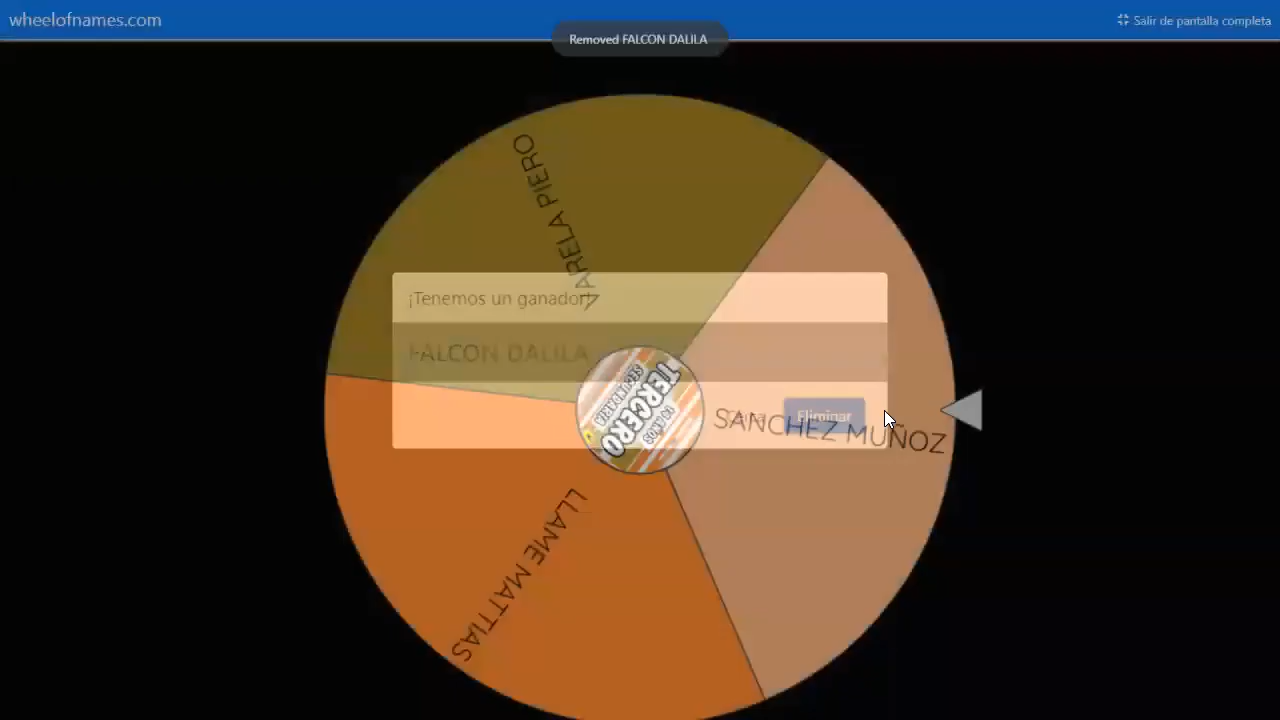 wheelofnames.com
Salir de pantalla completa
Removed FALCON DALILA
VARELA PIERO
¡Tenemos un ganador!
FALCON DALILA
Eliminar
SANCHEZ MUÑOZ
TERCERO
SECUNDARIA
LLAME MATTIAS